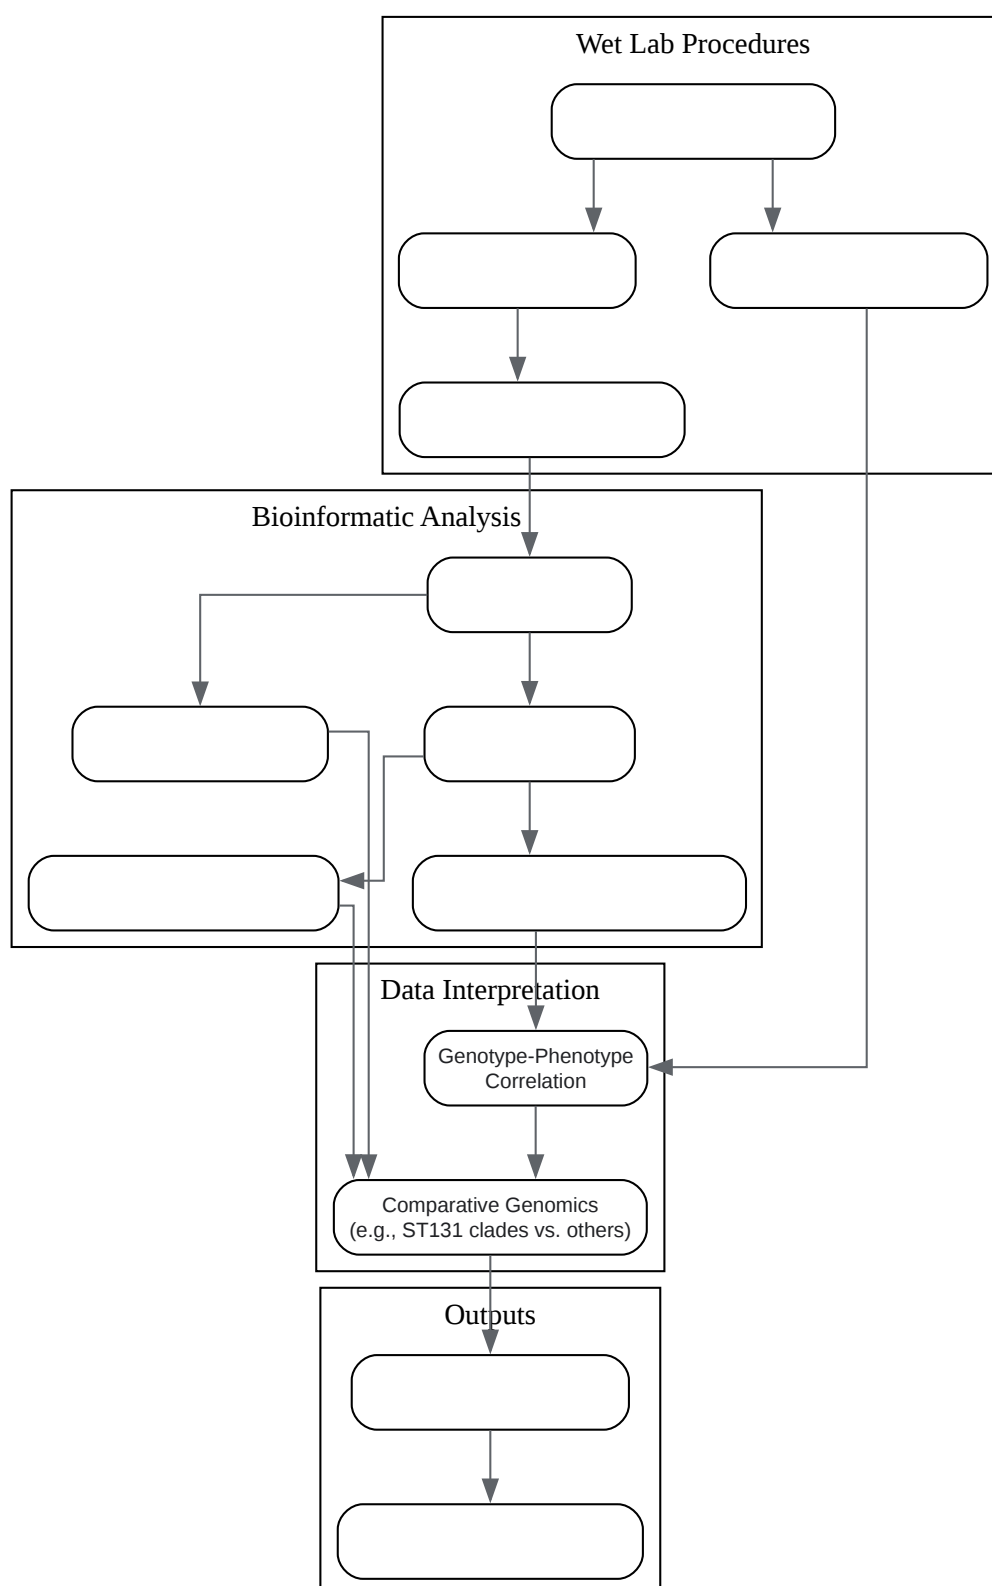 Wet Lab Procedures
Bioinformatic Analysis
Data Interpretation
Genotype-Phenotype
Correlation
Comparative Genomics
(e.g., ST131 clades vs. others)
Outputs